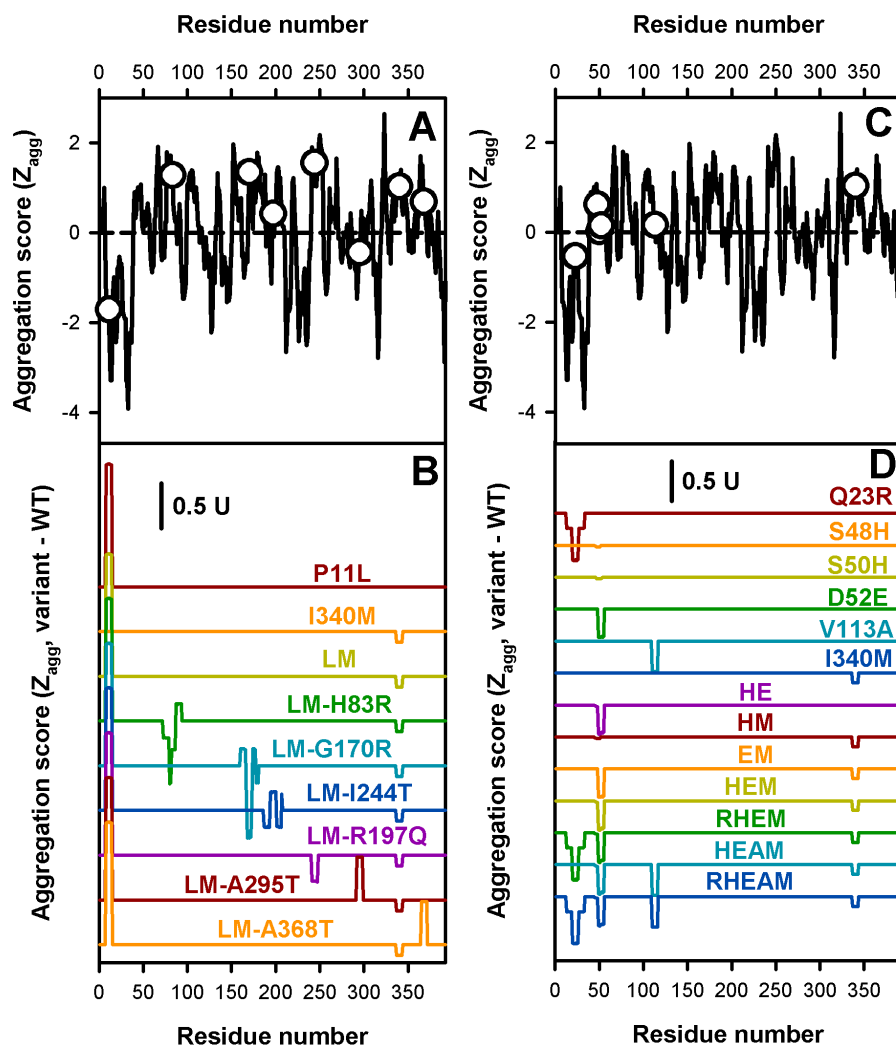 Residue number
Residue number
0 50 100 150 200 250 300 350
0 50 100 150 200 250 300 350
A
C
Aggregation score (Zagg)
2
0
-2
-4
Aggregation score (Zagg)
2
0
-2
-4
B
0.5 U
P11L
I340M
LM
LM-H83R
LM-G170R
LM-I244T
LM-R197Q
LM-A295T
LM-A368T
Aggregation score (Zagg, variant - WT)
D
0.5 U
Q23R
S48H
S50H
D52E
V113A
I340M
HE
HM
EM
HEM
RHEM
HEAM
RHEAM
Aggregation score (Zagg, variant - WT)
0 50 100 150 200 250 300 350
0 50 100 150 200 250 300 350
Residue number
Residue number